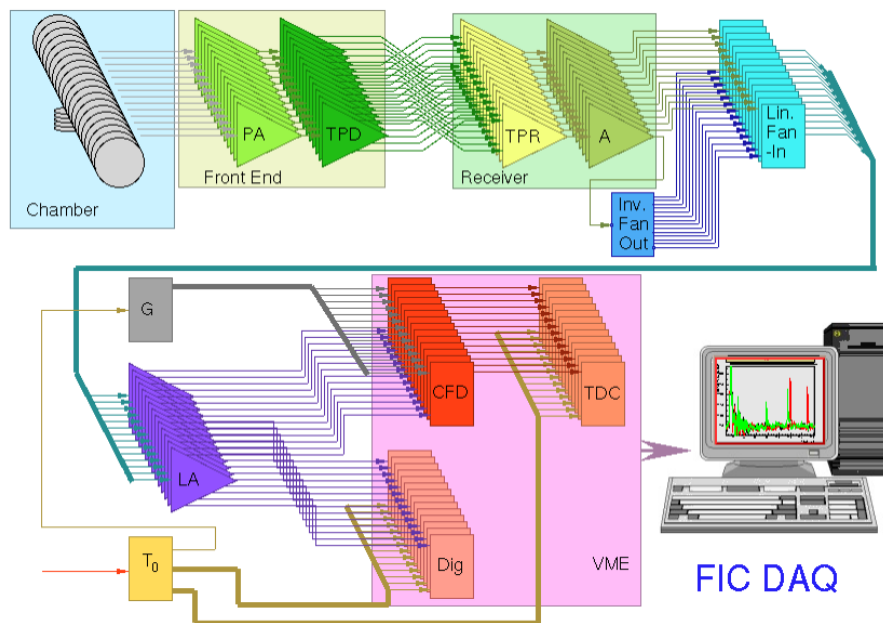 PA
TPD
TPR
A
Lin.
Fan
-In
Front End
Receiver
Chamber
Inv.
Fan
Out
G
CFD
TDC
LA
T0
Dig
VME
FIC DAQ